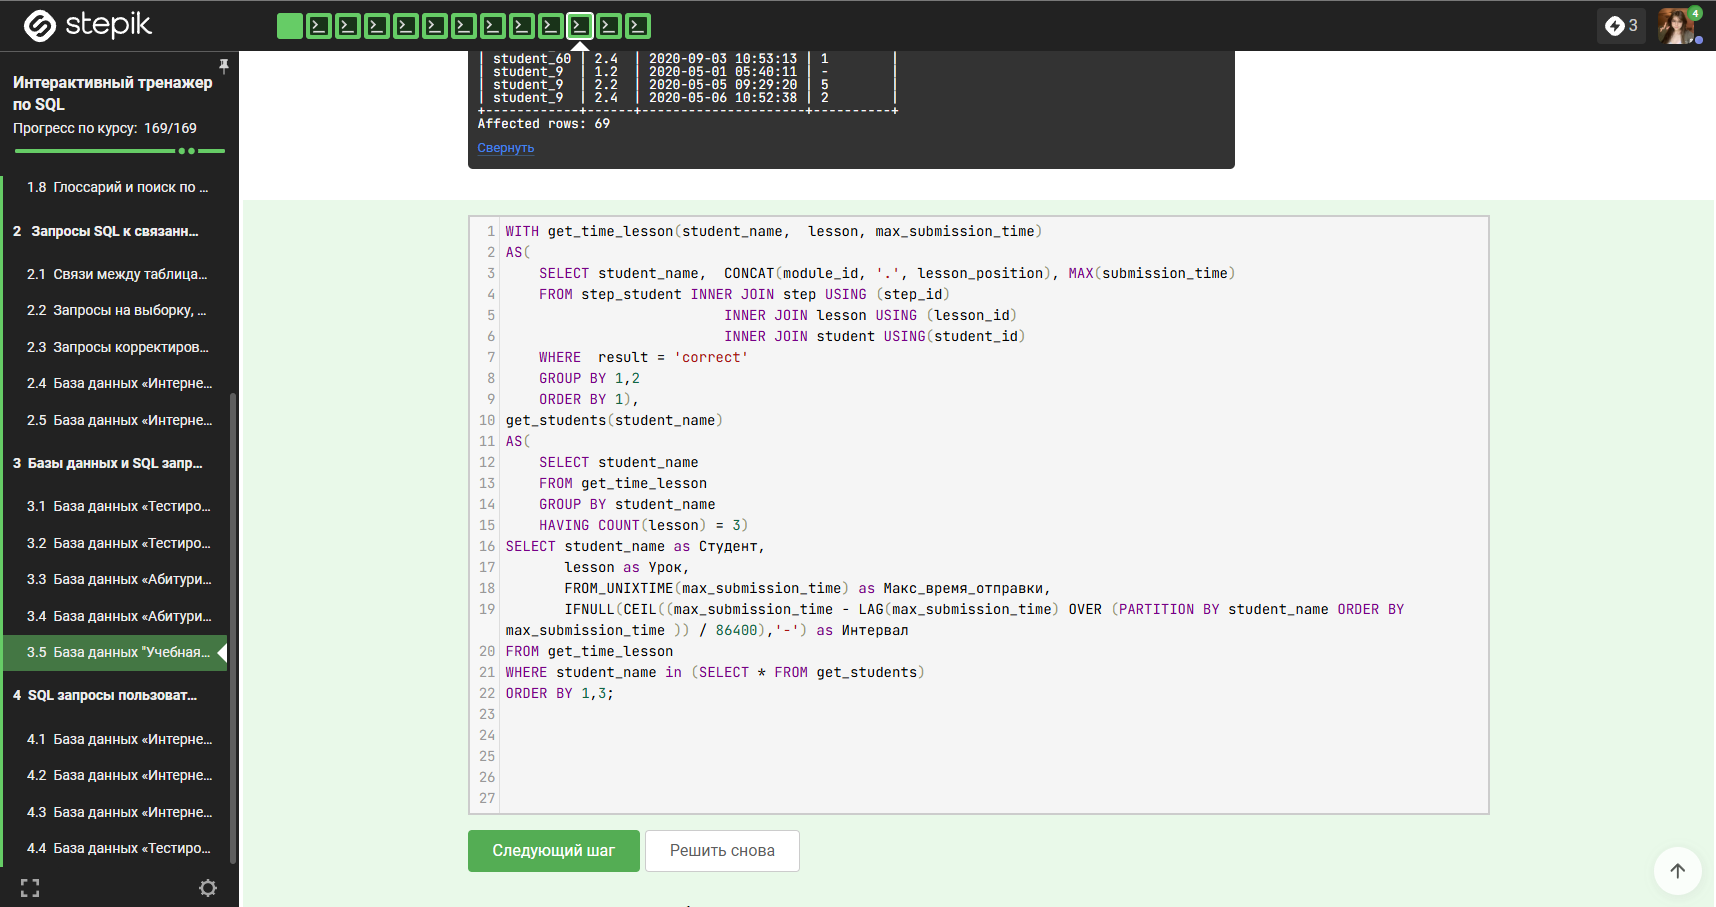 stepik
3
4
Интерактивный тренажер
по SQL
Прогресс по курсу: 169/169
1.8 Глоссарий и поиск по ...
2 Запросы SQL к связанн...
2.1 Связи между таблица...
2.2 Запросы на выборку, ...
2.3 Запросы корректиров...
2.4 База данных «Интерне...
2.5 База данных «Интерне...
3 Базы данных и SQL запр...
3.1 База данных «Тестиро...
3.2 База данных «Тестиро...
3.3 База данных «Абитури...
3.4 База данных «Абитури...
3.5 База данных "Учебная...
4 SQL запросы пользоват...
4.1 База данных «Интерне...
4.2 База данных «Интерне...
4.3 База данных «Интерне...
4.4 База данных «Тестиро...
| student_60 | 2.4 | 2020-09-03 10:53:13 | 1 |
| student_9 | 1.2 | 2020-05-01 05:40:11 | - |
| student_9 | 2.2 | 2020-05-05 09:29:20 | 5 |
| student_9 | 2.4 | 2020-05-06 10:52:38 | 2 |
+------------+------+---------------------+----------+
Affected rows: 69
Свернуть
1 WITH get_time_lesson(student_name,  lesson, max_submission_time)
2 AS(
3     SELECT student_name,  CONCAT(module_id, '.', lesson_position), MAX(submission_time)
4     FROM step_student INNER JOIN step USING (step_id)
5                           INNER JOIN lesson USING (lesson_id)
6                           INNER JOIN student USING(student_id)
7     WHERE  result = 'correct'
8     GROUP BY 1,2
9     ORDER BY 1),
10 get_students(student_name)
11 AS(
12     SELECT student_name
13     FROM get_time_lesson
14     GROUP BY student_name
15     HAVING COUNT(lesson) = 3)
16 SELECT student_name as Студент,
17        lesson as Урок,
18        FROM_UNIXTIME(max_submission_time) as Макс_время_отправки,
19        IFNULL(CEIL((max_submission_time - LAG(max_submission_time) OVER (PARTITION BY student_name ORDER BY
max_submission_time )) / 86400),'-') as Интервал
20 FROM get_time_lesson
21 WHERE student_name in (SELECT * FROM get_students)
22 ORDER BY 1,3;
23
24
25
26
27
Следующий шаг
Решить снова